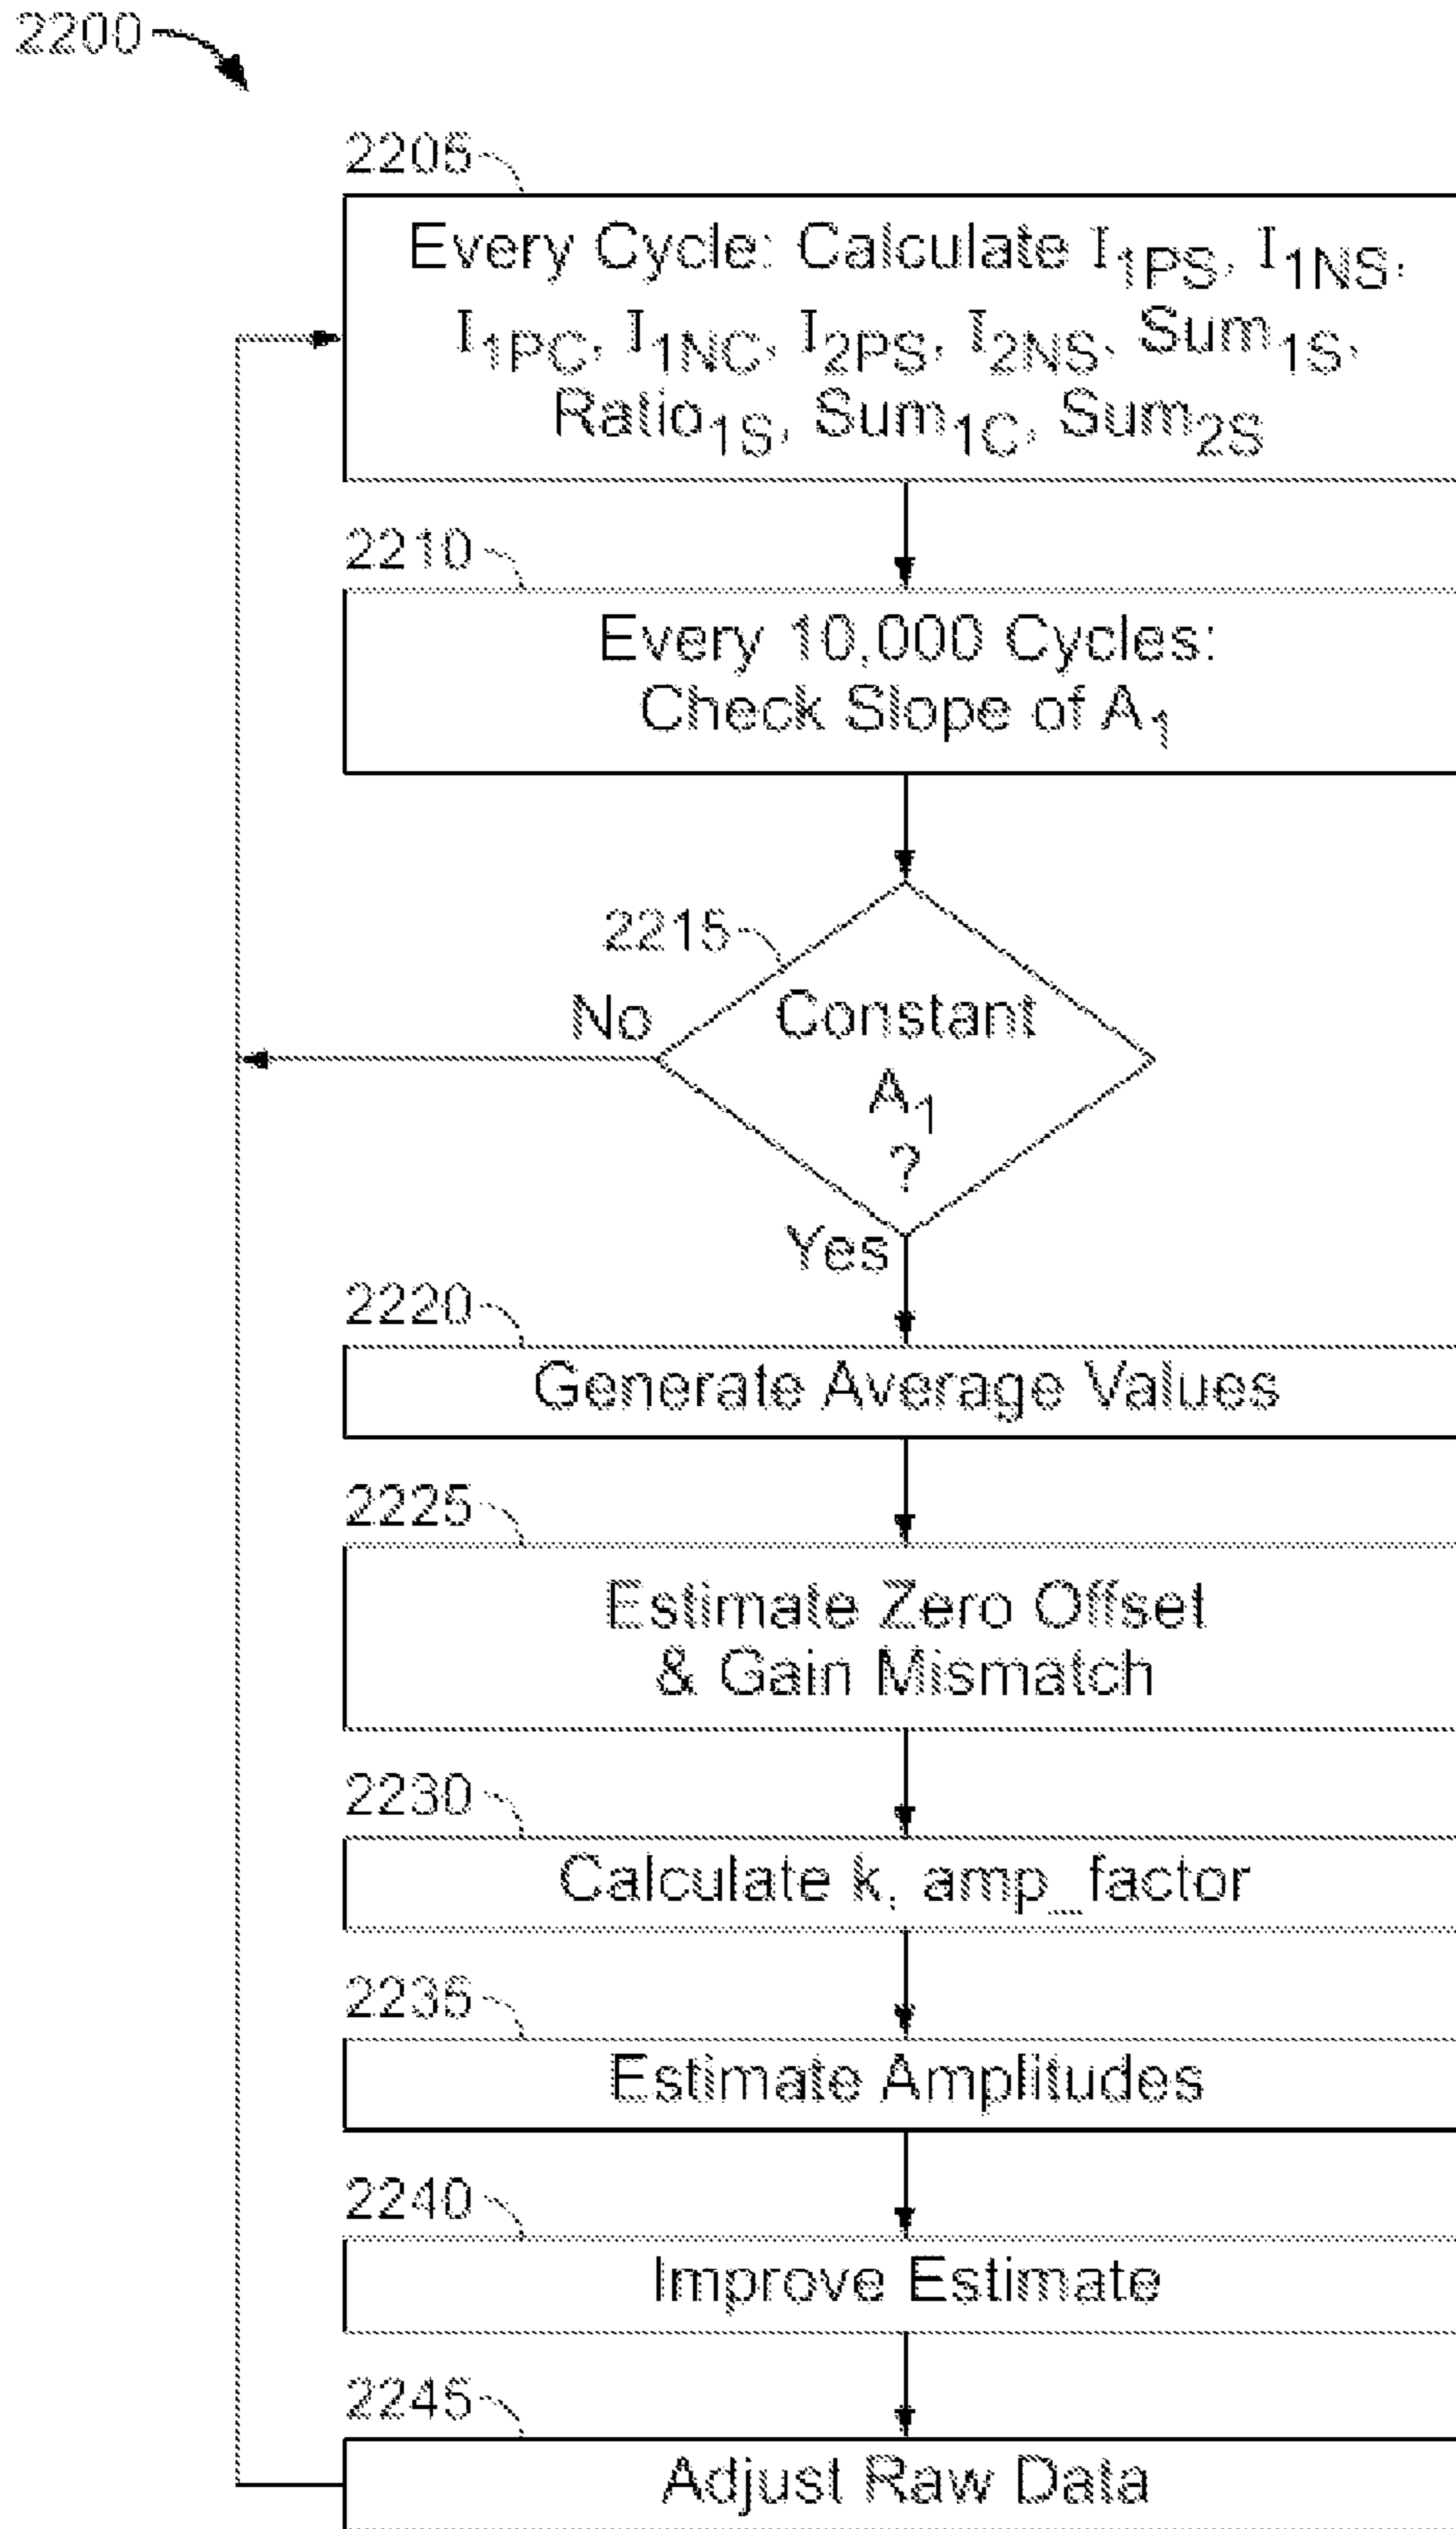 2200
2205
Every Cycle: Calculate I1PS, I1NS,
I1PC, I1NC, I2PS, I2NS, Sum1S,
Ratio1S, Sum1C, Sum2S
2210
Every 10,000 Cycles:
Check Slope of A1
2215
No
Constant
A1
?
Yes
2220
Generate Average Values
2225
Estimate Zero Offset
& Gain Mismatch
2230
Calculate k, amp_factor
2235
Estimate Amplitudes
2240
Improve Estimate
2245
Adjust Raw Data